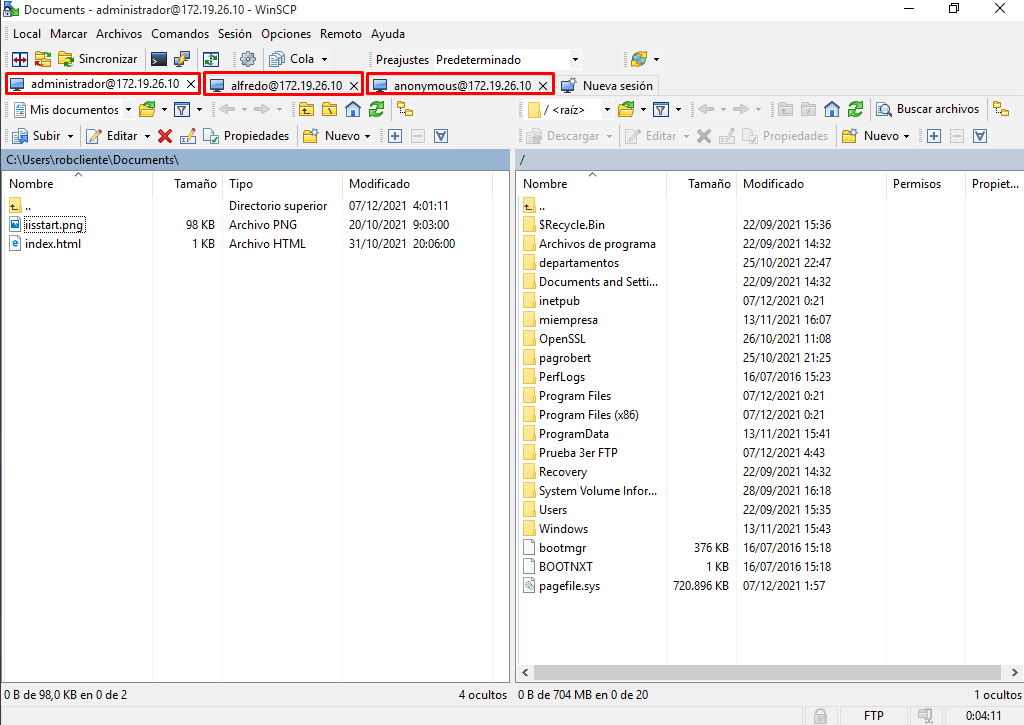 Documents - administrador@172.19.26.10 - WinSCP
Local Marcar Archivos Comandos Sesión Opciones Remoto Ayuda
Sincronizar Cola Preajustes Predeterminado
administrador@172.19.26.10 alfredo@172.19.26.10 anonymous@172.19.26.10 Nueva sesión
Mis documentos / <raíz> Buscar archivos
Subir Editar Propiedades Nuevo Descargar Editar Propiedades Nuevo
C:\Users\robcliente\Documents\
Nombre Tamaño Tipo Modificado
.. Directorio superior 07/12/2021 4:01:11
iisstart.png 98 KB Archivo PNG 20/10/2021 9:03:00
index.html 1 KB Archivo HTML 31/10/2021 20:06:00
0 B de 98,0 KB en 0 de 2 4 ocultos
/
Nombre Tamaño Modificado Permisos Propiet...
..
$Recycle.Bin 22/09/2021 15:36
Archivos de programa 22/09/2021 14:32
departamentos 25/10/2021 22:47
Documents and Setti... 22/09/2021 14:32
inetpub 07/12/2021 0:21
miempresa 13/11/2021 16:07
OpenSSL 26/10/2021 11:08
pagrobert 25/10/2021 21:25
PerfLogs 16/07/2016 15:23
Program Files 07/12/2021 0:21
Program Files (x86) 07/12/2021 0:21
ProgramData 13/11/2021 15:41
Prueba 3er FTP 07/12/2021 4:43
Recovery 22/09/2021 14:32
System Volume Infor... 28/09/2021 16:18
Users 22/09/2021 15:35
Windows 13/11/2021 15:43
bootmgr 376 KB 16/07/2016 15:18
BOOTNXT 1 KB 16/07/2016 15:18
pagefile.sys 720.896 KB 07/12/2021 1:57
0 B de 704 MB en 0 de 20 1 ocultos
FTP 0:04:11